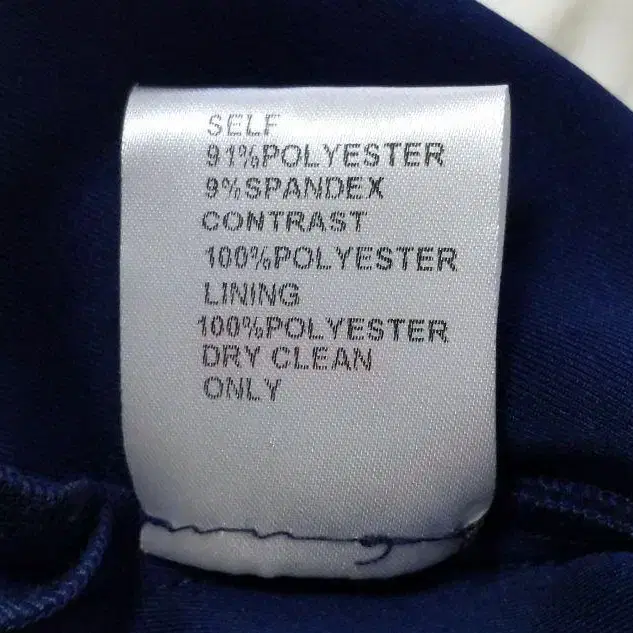 SELF
91%POLYESTER
9%SPANDEX
CONTRAST
100%POLYESTER
LINING
100%POLYESTER
DRY CLEAN
ONLY